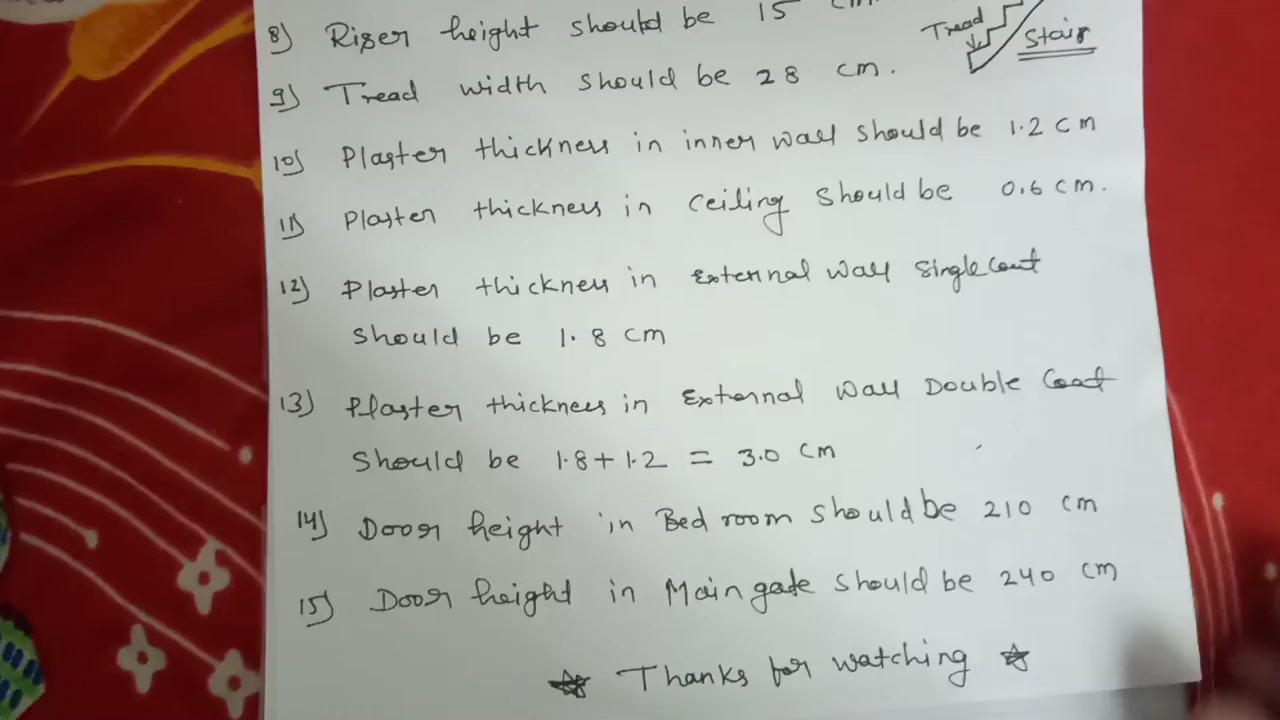 8) Riser height should be 15 cm.
Tread
Stair
9) Tread width should be 28 cm.
10) Plaster thickness in inner wall should be 1.2 cm
11) Plaster thickness in ceiling should be 0.6 cm.
12) Plaster thickness in External wall single coat
should be 1.8 cm
13) Plaster thickness in External wall Double Coat
should be 1.8+1.2 = 3.0 cm
14) Door height in Bed room should be 210 cm
15) Door height in Main gate should be 240 cm
☆ Thanks for watching ☆